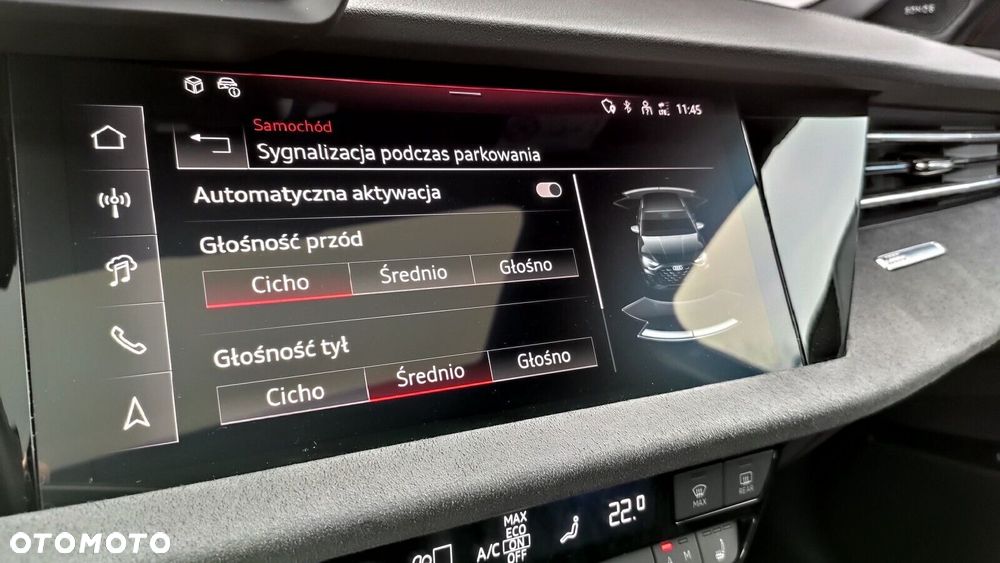 11:45
Samochód
Sygnalizacja podczas parkowania
Automatyczna aktywacja
Głośność przód
Cicho Średnio Głośno
Głośność tył
Cicho Średnio Głośno
MAX
REAR
22.0
MAX
ECO
A/C ON
OFF
A M
OTOMOTO